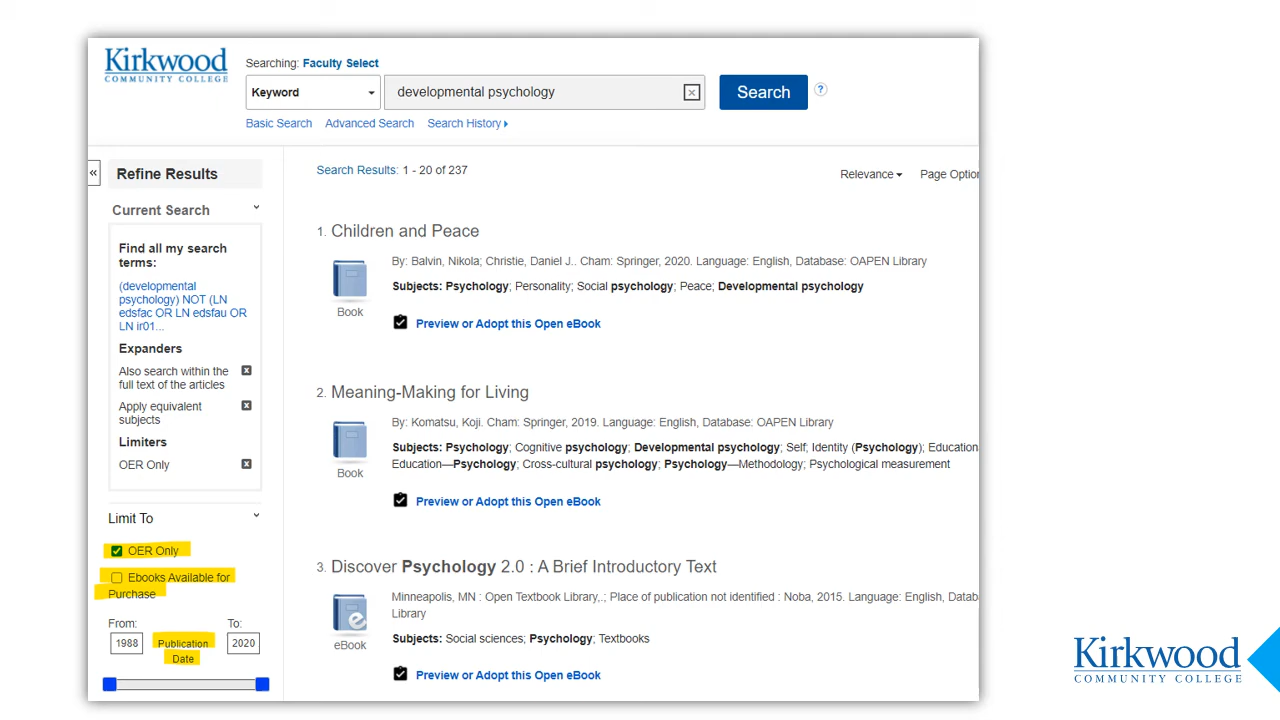 Kirkwood
COMMUNITY COLLEGE
Searching: Faculty Select
Keyword
developmental psychology
Search
?
Basic Search Advanced Search Search History
«
Refine Results
Current Search
Find all my search
terms:
(developmental
psychology) NOT (LN
edsfac OR LN edsfau OR
LN ir01...
Expanders
Also search within the
full text of the articles
Apply equivalent
subjects
Limiters
OER Only
Limit To
OER Only
Ebooks Available for
Purchase
From:
To:
1988
Publication
Date
2020
Search Results: 1 - 20 of 237
Relevance
Page Option
1. Children and Peace
By: Balvin, Nikola; Christie, Daniel J.. Cham: Springer, 2020. Language: English, Database: OAPEN Library
Subjects: Psychology; Personality; Social psychology; Peace; Developmental psychology
Book
Preview or Adopt this Open eBook
2. Meaning-Making for Living
By: Komatsu, Koji. Cham: Springer, 2019. Language: English, Database: OAPEN Library
Subjects: Psychology; Cognitive psychology; Developmental psychology; Self; Identity (Psychology); Education
Education—Psychology; Cross-cultural psychology; Psychology—Methodology; Psychological measurement
Book
Preview or Adopt this Open eBook
3. Discover Psychology 2.0 : A Brief Introductory Text
Minneapolis, MN : Open Textbook Library,.; Place of publication not identified : Noba, 2015. Language: English, Datab
Library
Subjects: Social sciences; Psychology; Textbooks
eBook
Preview or Adopt this Open eBook
Kirkwood
COMMUNITY COLLEGE